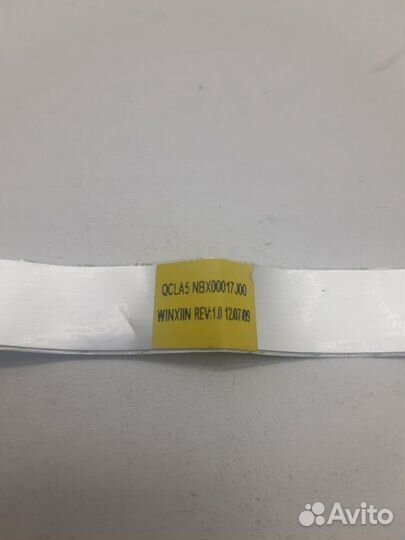 QCLA5 NBX00017J00
WINXIIN REV:1.0 12/07/09
Avito